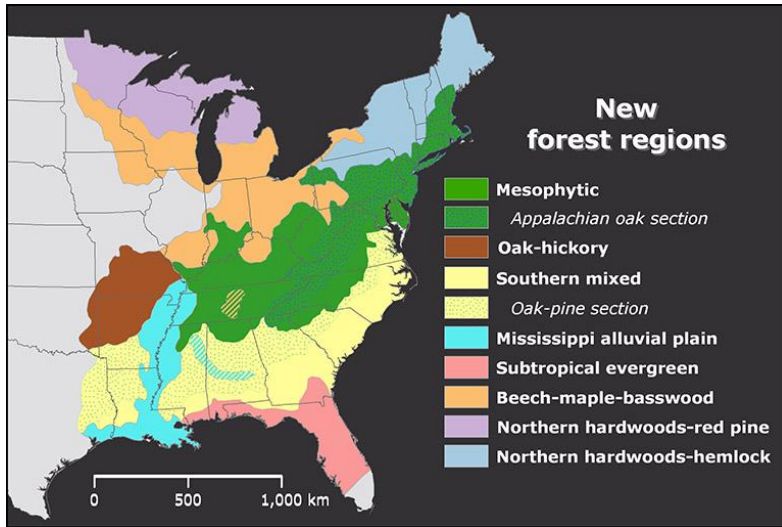 New
forest regions
Mesophytic
Appalachian oak section
Oak-hickory
Southern mixed
Oak-pine section
Mississippi alluvial plain
Subtropical evergreen
Beech-maple-basswood
Northern hardwoods-red pine
Northern hardwoods-hemlock
0 500 1,000 km